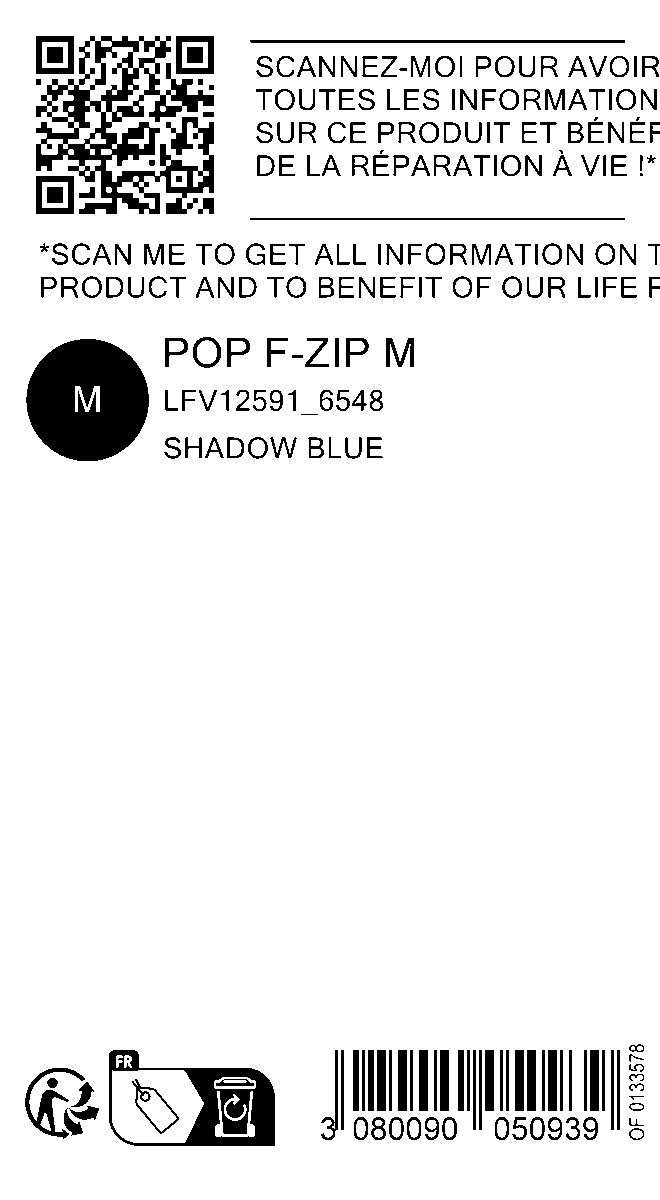 SCANNEZ-MOI POUR AVOIR
TOUTES LES INFORMATION
SUR CE PRODUIT ET BÉNÉF
DE LA RÉPARATION À VIE !*
*SCAN ME TO GET ALL INFORMATION ON T
PRODUCT AND TO BENEFIT OF OUR LIFE
POP F-ZIP M
M
LFV12591_6548
SHADOW BLUE
FR
3 080090 050939
OF 0133578